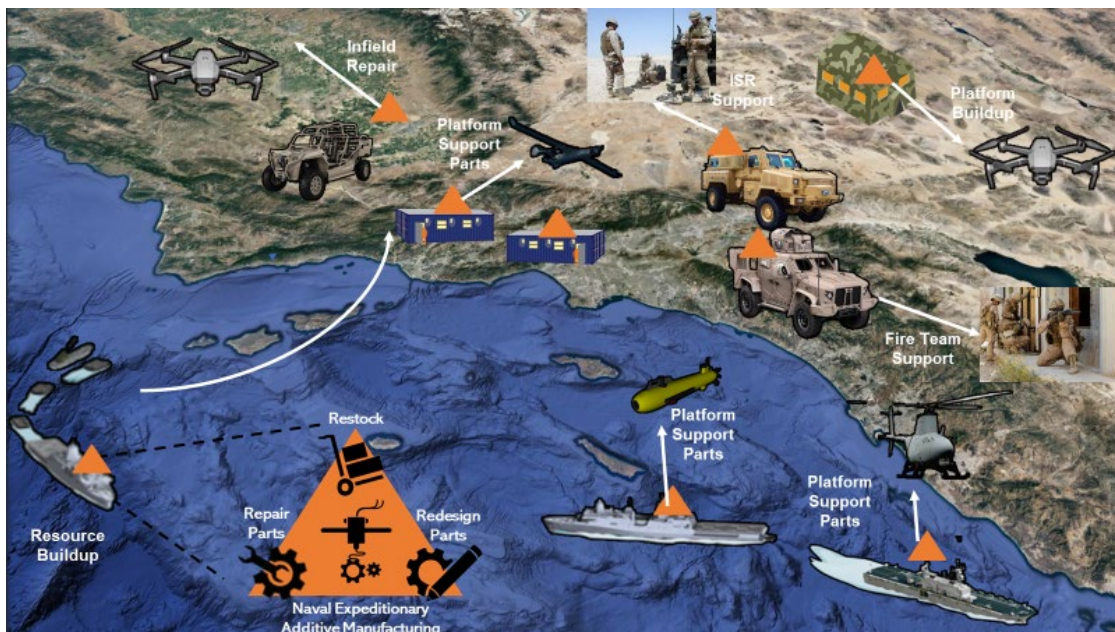 Infield
Repair
ISR
Support
Platform
Buildup
Platform
Support
Parts
Fire Team
Support
Platform
Support
Parts
Platform
Support
Parts
Restock
Repair
Parts
Redesign
Parts
Resource
Buildup
Naval Expeditionary
Additive Manufacturing